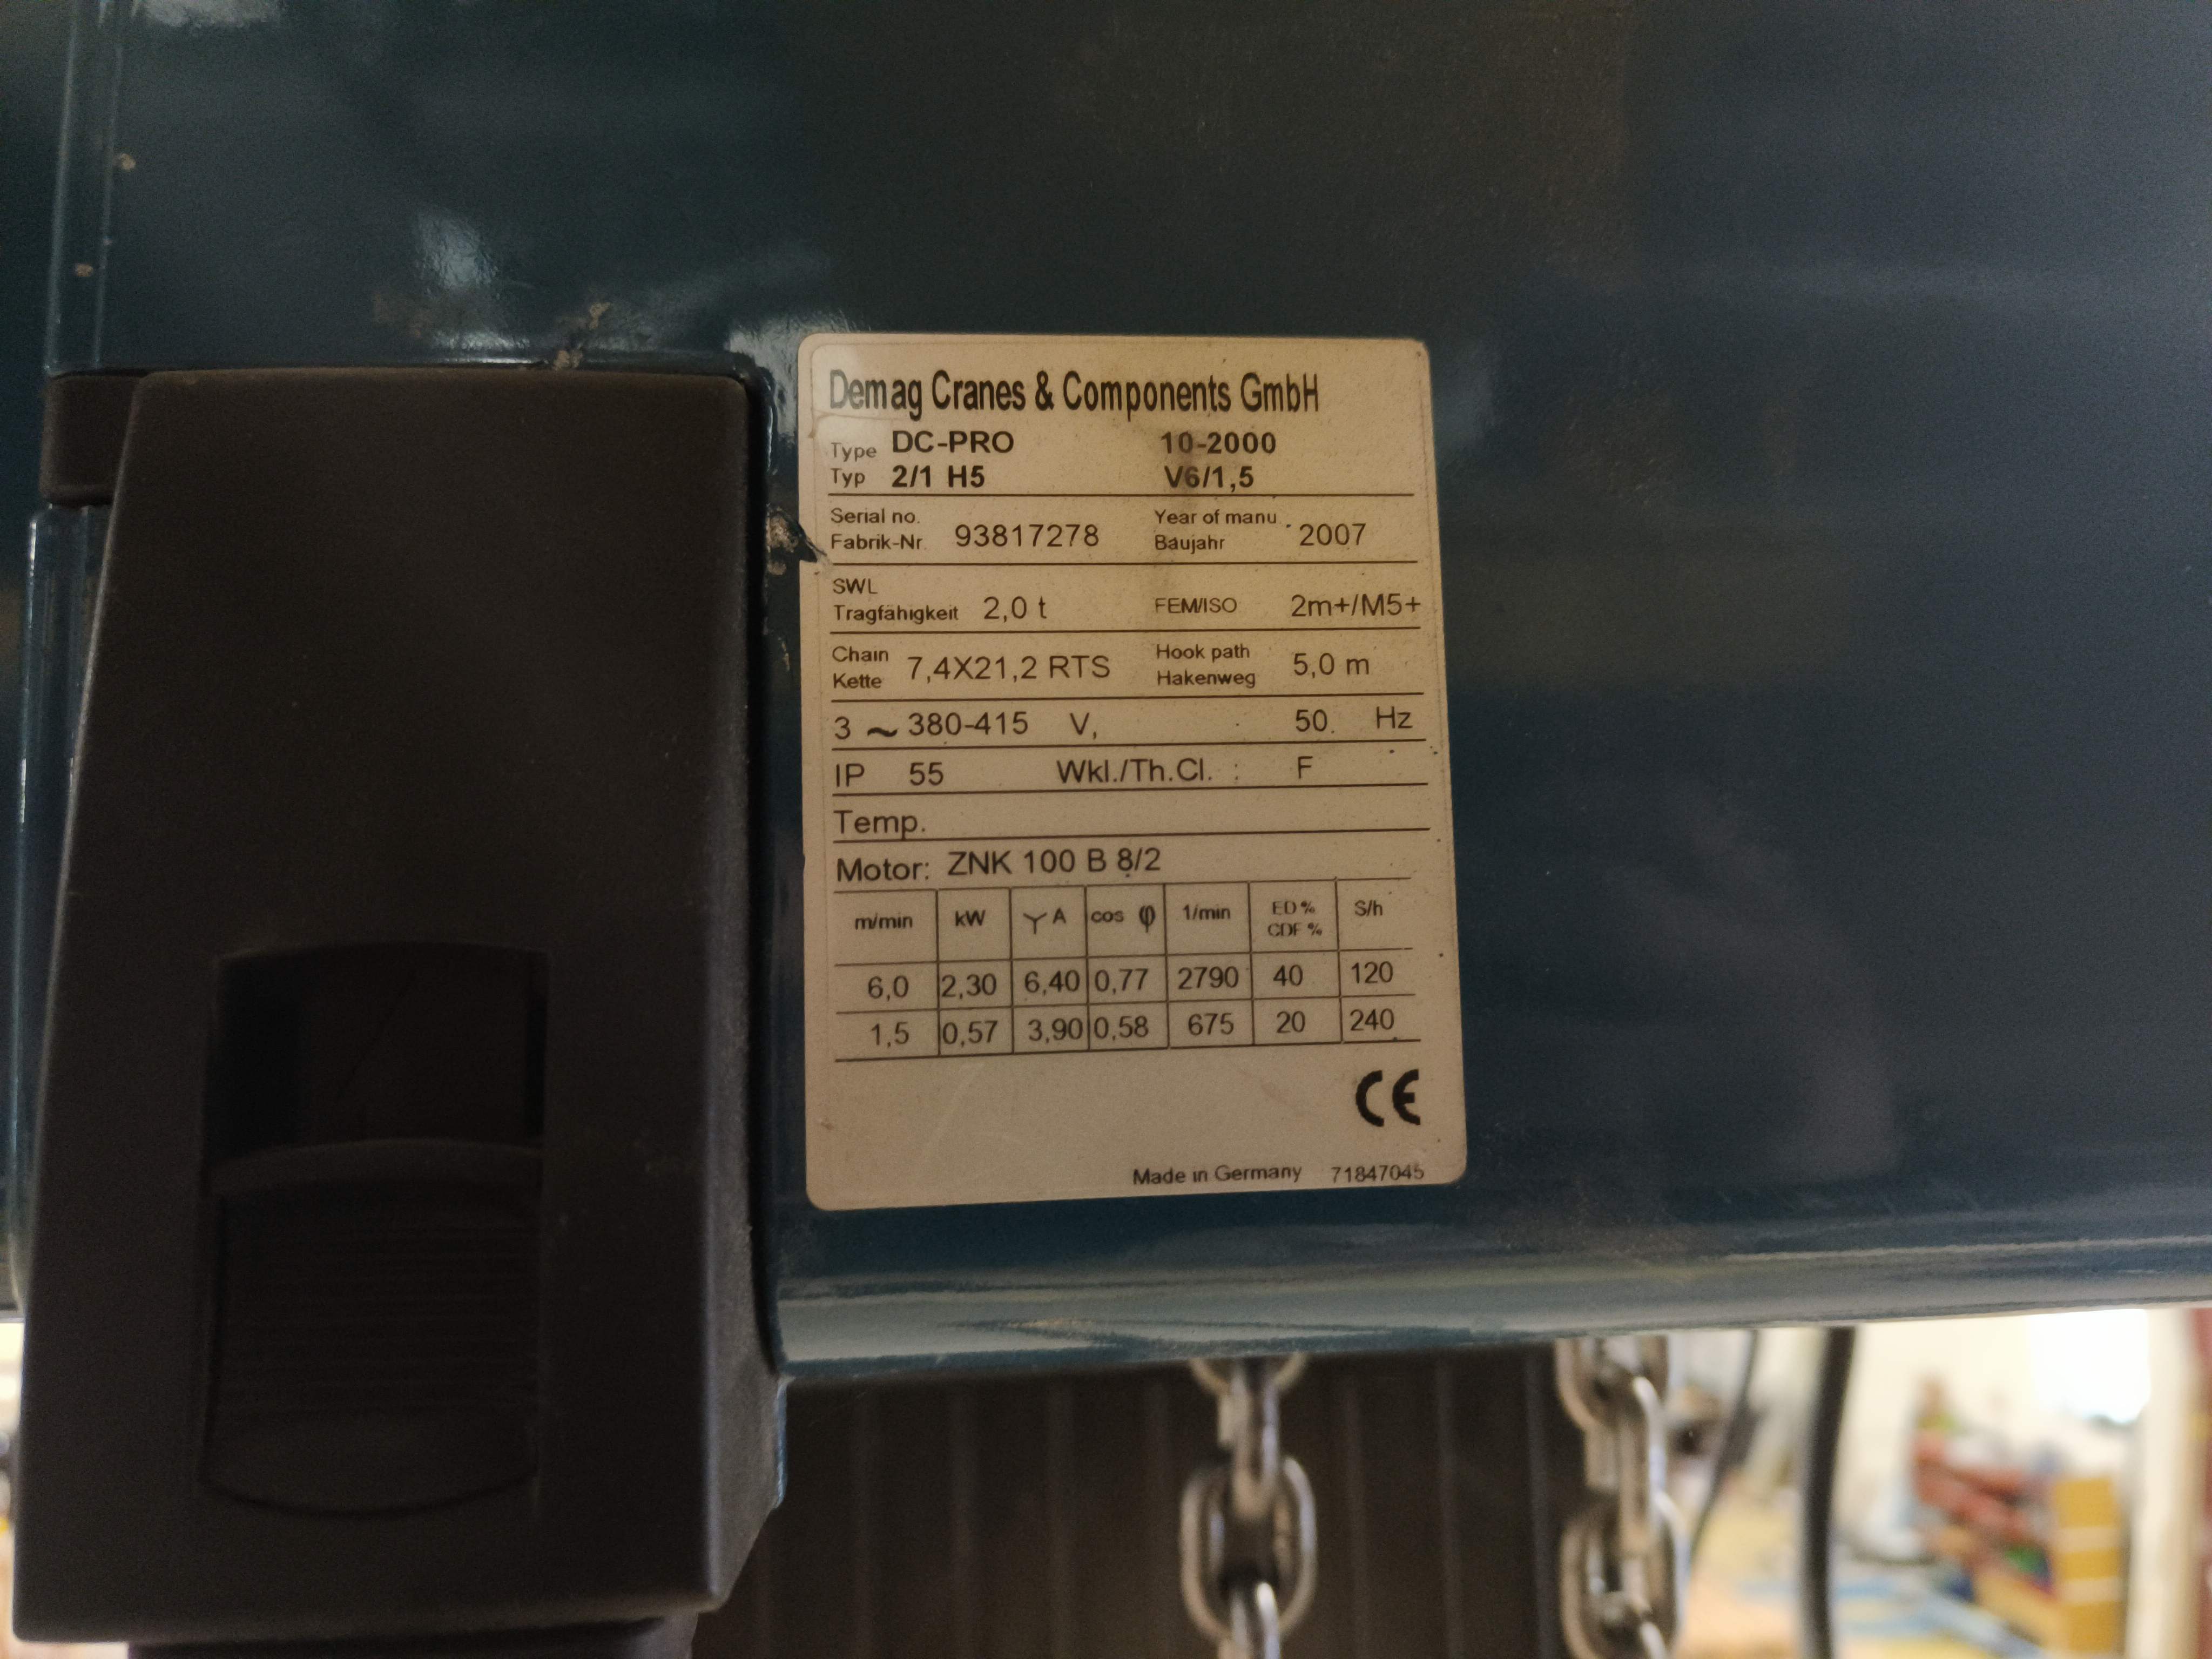 Demag Cranes & Components GmbH
Type DC-PRO 10-2000
Typ 2/1 H5 V6/1,5
Serial no. Year of manu.
Fabrik-Nr. 93817278 Baujahr 2007
SWL
Tragfähigkeit 2,0 t FEM/ISO 2m+/M5+
Chain Hook path
Kette 7,4X21,2 RTS Hakenweg 5,0 m
3 ~ 380-415 V, 50 Hz
IP 55 Wkl./Th.Cl. : F
Temp.
Motor: ZNK 100 B 8/2
m/min kW Y A cos φ 1/min ED % CDF % S/h
6,0 2,30 6,40 0,77 2790 40 120
1,5 0,57 3,90 0,58 675 20 240
CE
Made in Germany 71847045